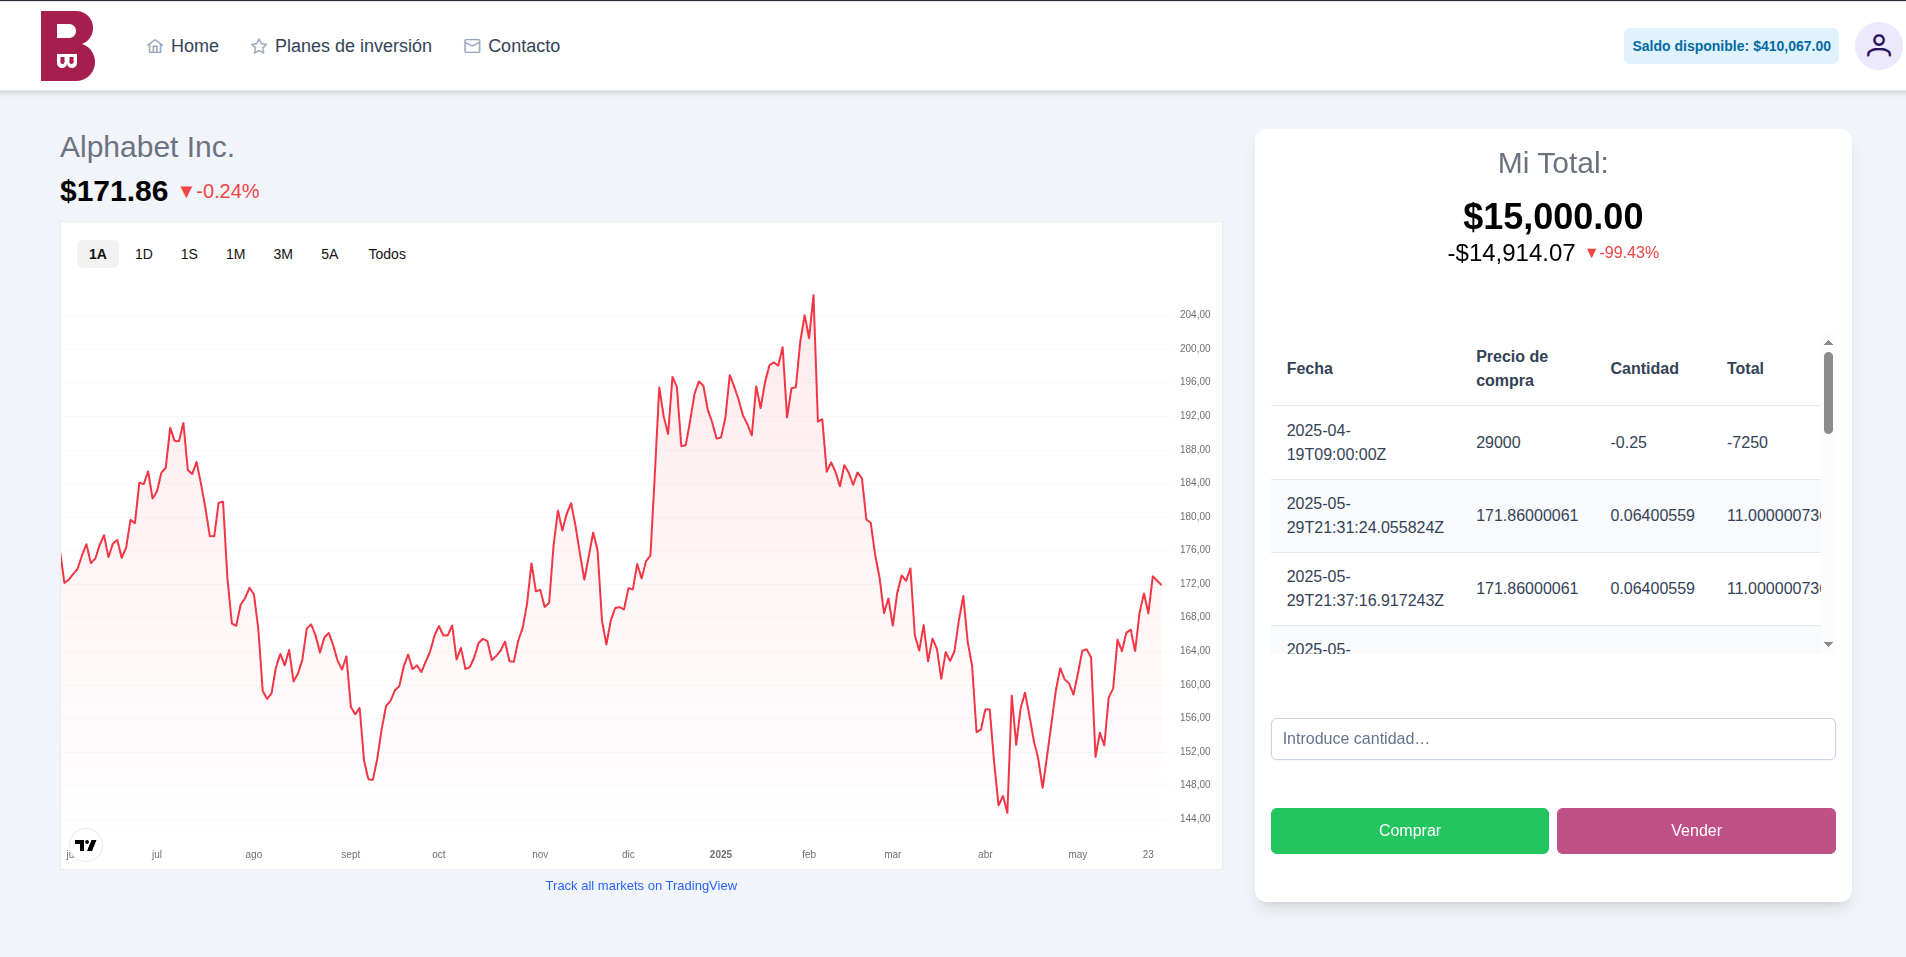 Home
Planes de inversión
Contacto
Saldo disponible: $410,067.00
Alphabet Inc.
$171.86 ▼-0.24%
1A 1D 1S 1M 3M 5A Todos
204,00
200,00
196,00
192,00
188,00
184,00
180,00
176,00
172,00
168,00
164,00
160,00
156,00
152,00
148,00
144,00
jul ago sept oct nov dic 2025 feb mar abr may 23
Track all markets on TradingView
Mi Total:
$15,000.00
-$14,914.07 ▼-99.43%
Fecha Precio de compra Cantidad Total
2025-04-
19T09:00:00Z 29000 -0.25 -7250
2025-05-
29T21:31:24.055824Z 171.86000061 0.06400559 11.000000730
2025-05-
29T21:37:16.917243Z 171.86000061 0.06400559 11.000000730
2025-05-
Introduce cantidad…
Comprar
Vender